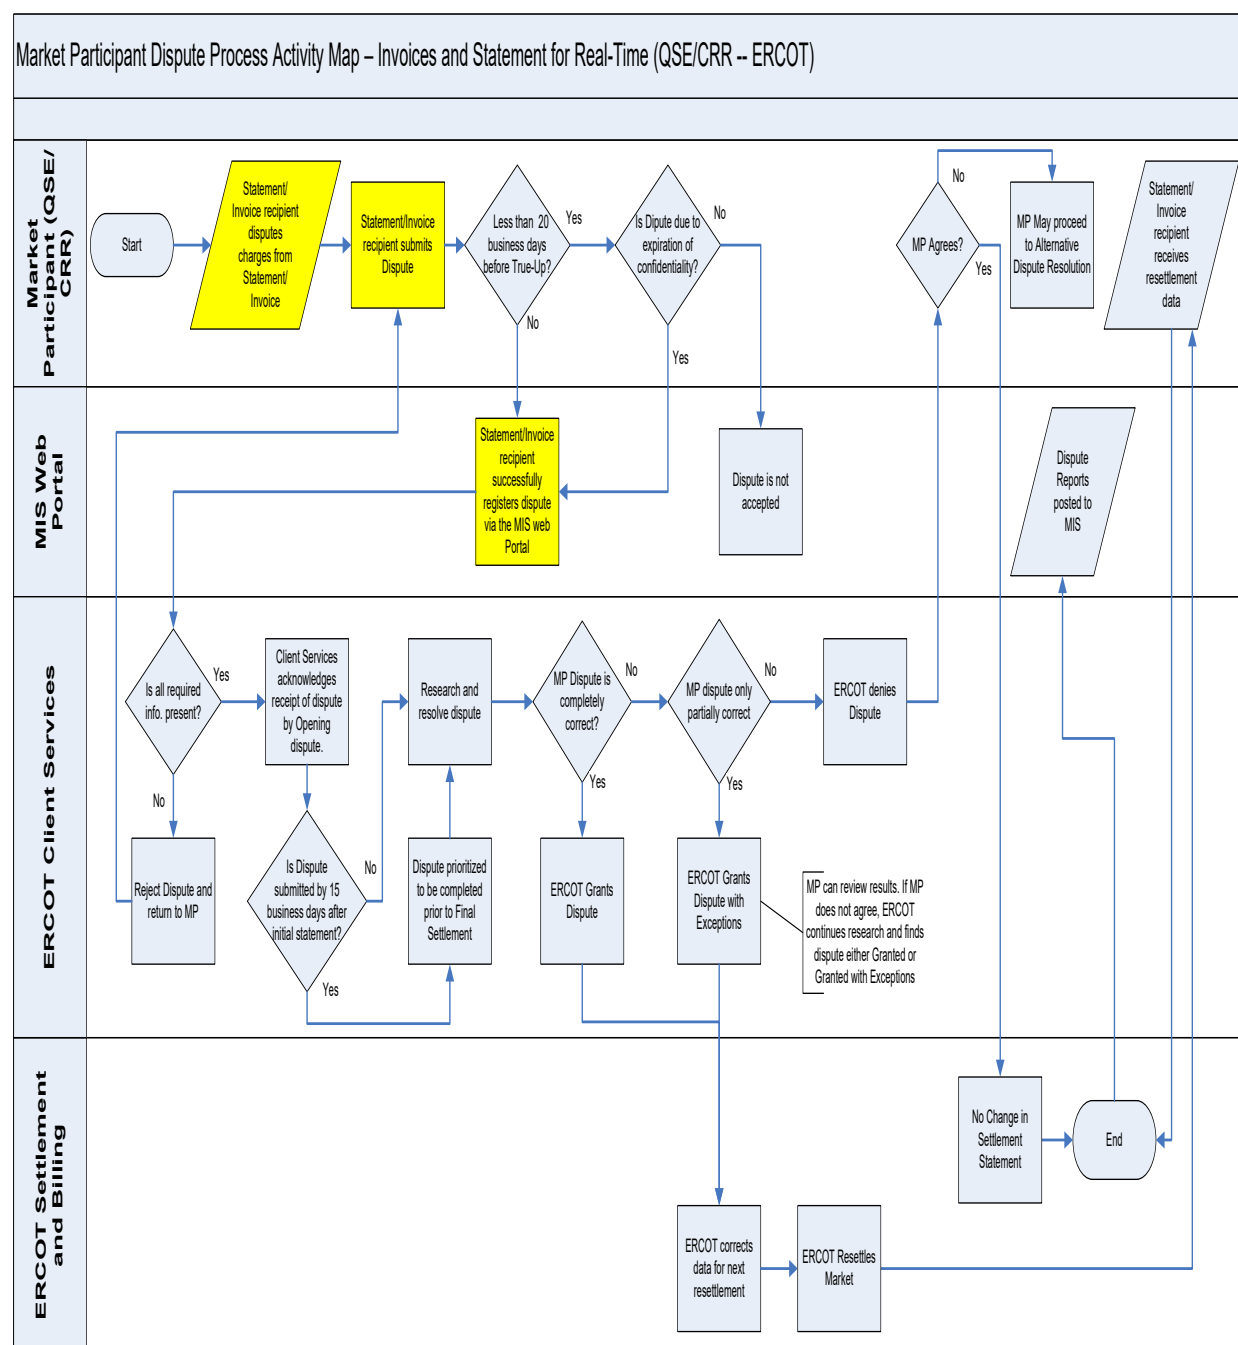 Market Participant Dispute Process Activity Map – Invoices and Statement for Real-Time (QSE/CRR -- ERCOT)
Market
Participant (QSE/
CRR)
Start
Statement/
Invoice recipient
disputes
charges from
Statement/
Invoice
Statement/Invoice
recipient submits
Dispute
Less than 20
business days
before True-Up?
Yes
No
Is Dipute due to
expiration of
confidentiality?
No
Yes
MP Agrees?
No
Yes
MP May proceed
to Alternative
Dispute Resolution
Statement/
Invoice
recipient
receives
resettlement
data
MIS Web
Portal
Statement/Invoice
recipient
successfully
registers dispute
via the MIS web
Portal
Dispute is not
accepted
Dispute
Reports
posted to
MIS
ERCOT Client Services
Is all required
info. present?
Yes
No
Client Services
acknowledges
receipt of dispute
by Opening
dispute.
Research and
resolve dispute
MP Dispute is
completely
correct?
No
Yes
MP dispute only
partially correct
No
Yes
ERCOT denies
Dispute
Reject Dispute and
return to MP
Is Dispute
submitted by 15
business days after
initial statement?
No
Yes
Dispute prioritized
to be completed
prior to Final
Settlement
ERCOT Grants
Dispute
ERCOT Grants
Dispute with
Exceptions
MP can review results. If MP
does not agree, ERCOT
continues research and finds
dispute either Granted or
Granted with Exceptions
ERCOT Settlement
and Billing
No Change in
Settlement
Statement
End
ERCOT corrects
data for next
resettlement
ERCOT Resettles
Market